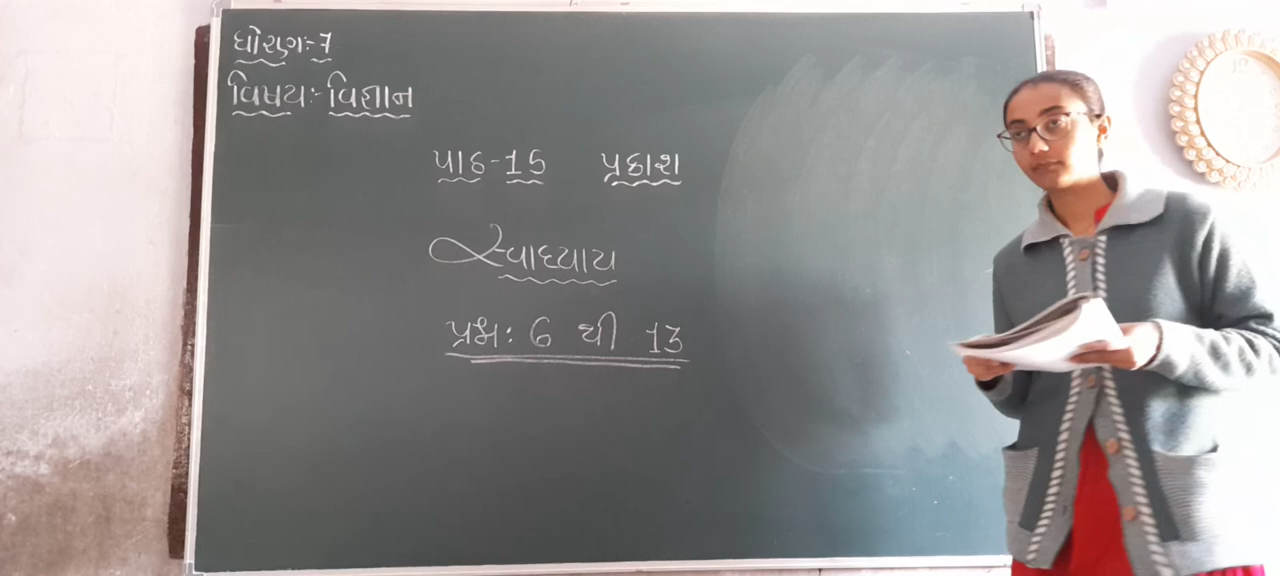 ધોરણ:- 7
વિષય:- વિજ્ઞાન
પાઠ-15 પ્રકાશ
સ્વાધ્યાય
પ્રશ્ન: 6 થી 13